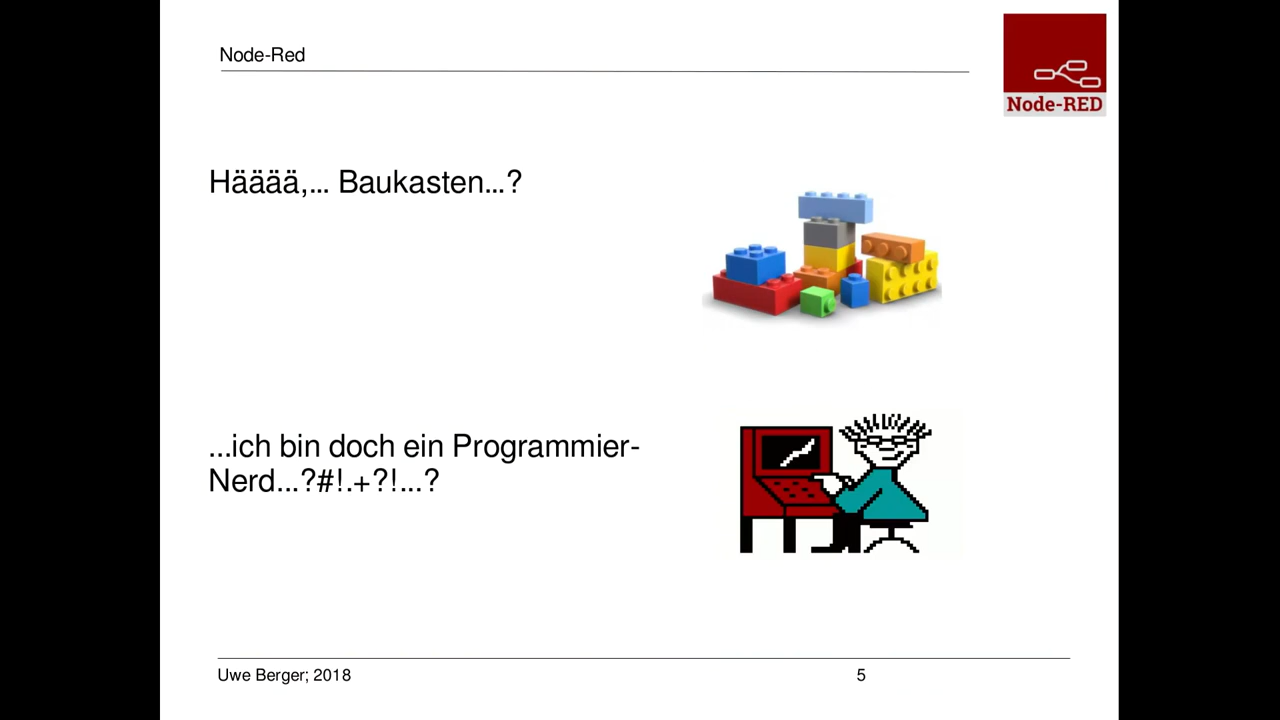 Node-Red
Node-RED
Hääää,... Baukasten...?
...ich bin doch ein Programmier-
Nerd...?#!.+?!...?
Uwe Berger; 2018
5